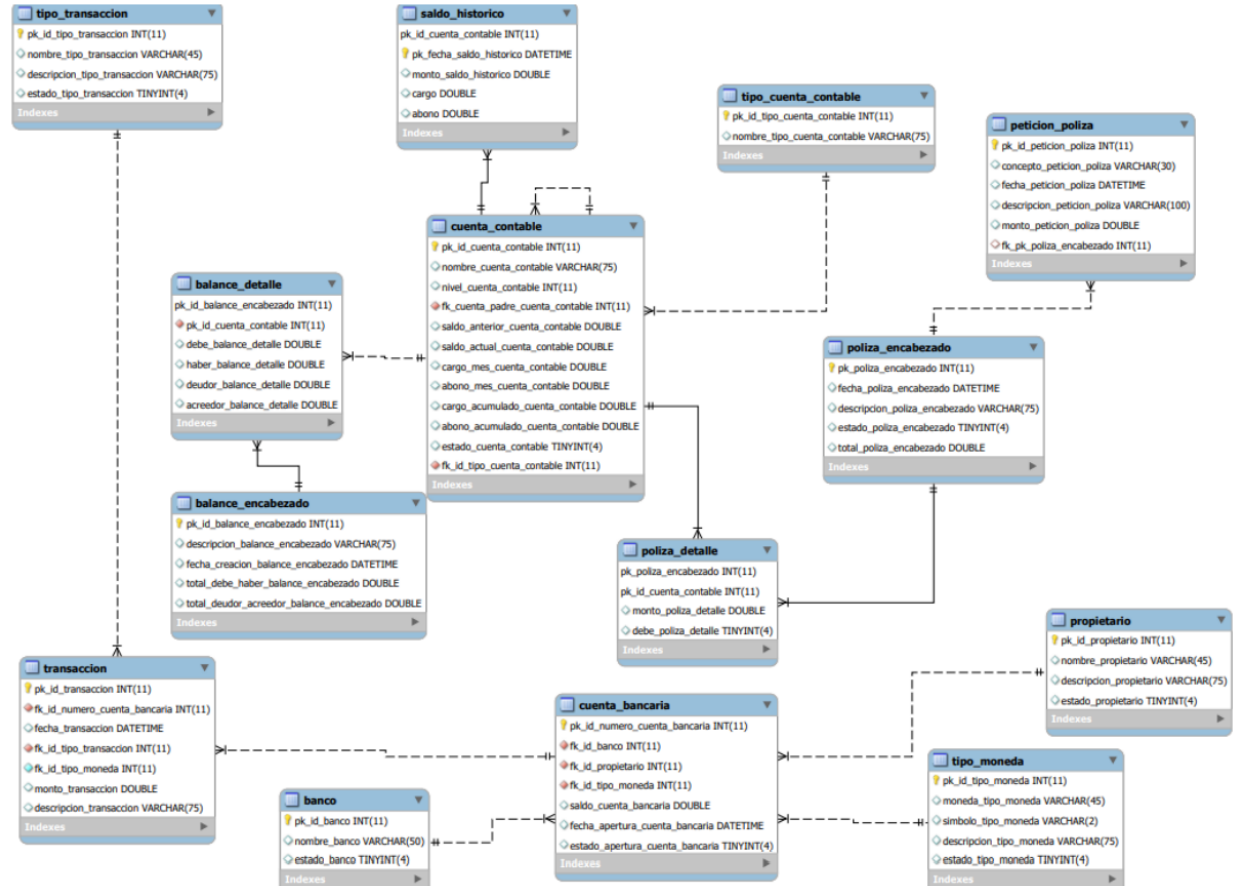 tipo_transaccion
pk_id_tipo_transaccion INT(11)
nombre_tipo_transaccion VARCHAR(45)
descripcion_tipo_transaccion VARCHAR(75)
estado_tipo_transaccion TINYINT(4)
Indexes
saldo_historico
pk_id_cuenta_contable INT(11)
pk_fecha_saldo_historico DATETIME
monto_saldo_historico DOUBLE
cargo DOUBLE
abono DOUBLE
Indexes
tipo_cuenta_contable
pk_id_tipo_cuenta_contable INT(11)
nombre_tipo_cuenta_contable VARCHAR(75)
Indexes
peticion_poliza
pk_id_peticion_poliza INT(11)
concepto_peticion_poliza VARCHAR(30)
fecha_peticion_poliza DATETIME
descripcion_peticion_poliza VARCHAR(100)
monto_peticion_poliza DOUBLE
fk_pk_poliza_encabezado INT(11)
Indexes
cuenta_contable
pk_id_cuenta_contable INT(11)
nombre_cuenta_contable VARCHAR(75)
nivel_cuenta_contable INT(11)
fk_cuenta_padre_cuenta_contable INT(11)
saldo_anterior_cuenta_contable DOUBLE
saldo_actual_cuenta_contable DOUBLE
cargo_mes_cuenta_contable DOUBLE
abono_mes_cuenta_contable DOUBLE
cargo_acumulado_cuenta_contable DOUBLE
abono_acumulado_cuenta_contable DOUBLE
estado_cuenta_contable TINYINT(4)
fk_id_tipo_cuenta_contable INT(11)
Indexes
balance_detalle
pk_id_balance_encabezado INT(11)
pk_id_cuenta_contable INT(11)
debe_balance_detalle DOUBLE
haber_balance_detalle DOUBLE
deudor_balance_detalle DOUBLE
acreedor_balance_detalle DOUBLE
Indexes
poliza_encabezado
pk_poliza_encabezado INT(11)
fecha_poliza_encabezado DATETIME
descripcion_poliza_encabezado VARCHAR(75)
estado_poliza_encabezado TINYINT(4)
total_poliza_encabezado DOUBLE
Indexes
balance_encabezado
pk_id_balance_encabezado INT(11)
descripcion_balance_encabezado VARCHAR(75)
fecha_creacion_balance_encabezado DATETIME
total_debe_haber_balance_encabezado DOUBLE
total_deudor_acreedor_balance_encabezado DOUBLE
Indexes
poliza_detalle
pk_poliza_encabezado INT(11)
pk_id_cuenta_contable INT(11)
monto_poliza_detalle DOUBLE
debe_poliza_detalle TINYINT(4)
Indexes
propietario
pk_id_propietario INT(11)
nombre_propietario VARCHAR(45)
descripcion_propietario VARCHAR(75)
estado_propietario TINYINT(4)
Indexes
transaccion
pk_id_transaccion INT(11)
fk_id_numero_cuenta_bancaria INT(11)
fecha_transaccion DATETIME
fk_id_tipo_transaccion INT(11)
fk_id_tipo_moneda INT(11)
monto_transaccion DOUBLE
descripcion_transaccion VARCHAR(75)
Indexes
cuenta_bancaria
pk_id_numero_cuenta_bancaria INT(11)
fk_id_banco INT(11)
fk_id_propietario INT(11)
fk_id_tipo_moneda INT(11)
saldo_cuenta_bancaria DOUBLE
fecha_apertura_cuenta_bancaria DATETIME
estado_apertura_cuenta_bancaria TINYINT(4)
Indexes
banco
pk_id_banco INT(11)
nombre_banco VARCHAR(50)
estado_banco TINYINT(4)
Indexes
tipo_moneda
pk_id_tipo_moneda INT(11)
moneda_tipo_moneda VARCHAR(45)
simbolo_tipo_moneda VARCHAR(2)
descripcion_tipo_moneda VARCHAR(75)
estado_tipo_moneda TINYINT(4)
Indexes